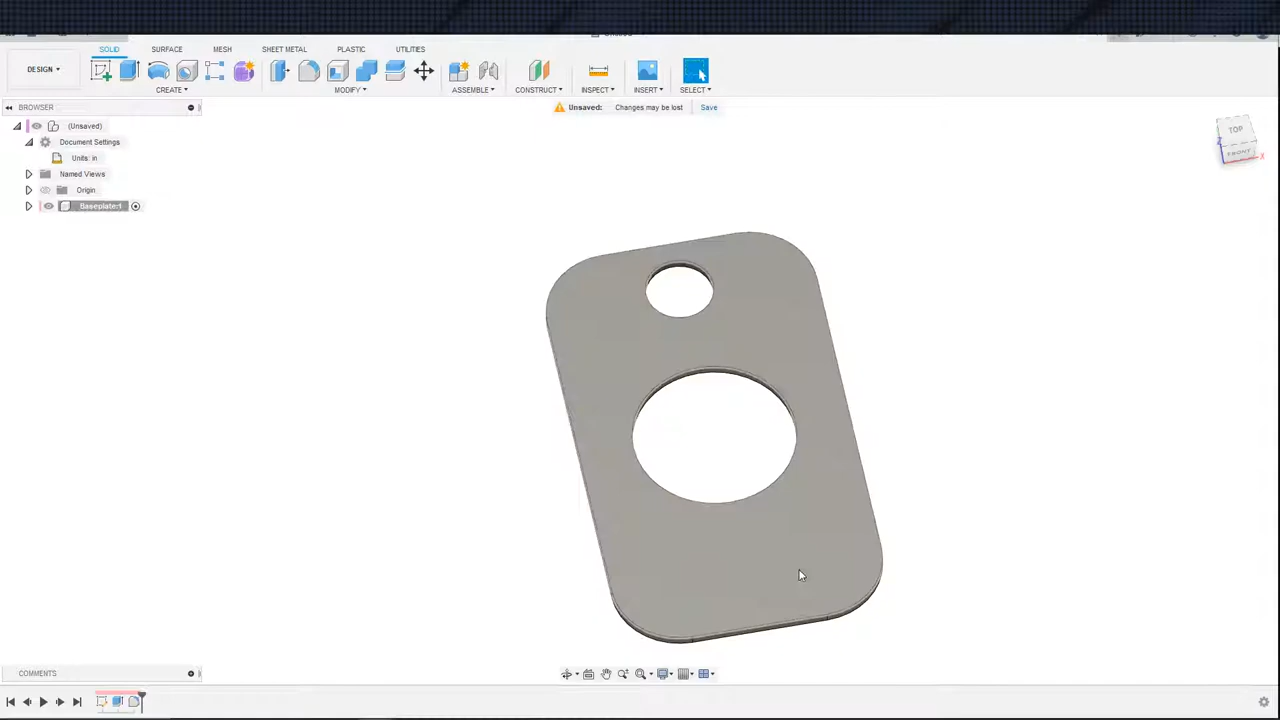 SOLID SURFACE MESH SHEET METAL PLASTIC UTILITIES
DESIGN
CREATE MODIFY ASSEMBLE CONSTRUCT INSPECT INSERT SELECT
BROWSER
Unsaved: Changes may be lost Save
(Unsaved)
Document Settings
Units: in
Named Views
Origin
Baseplate:1
TOP
FRONT
Z
X
COMMENTS